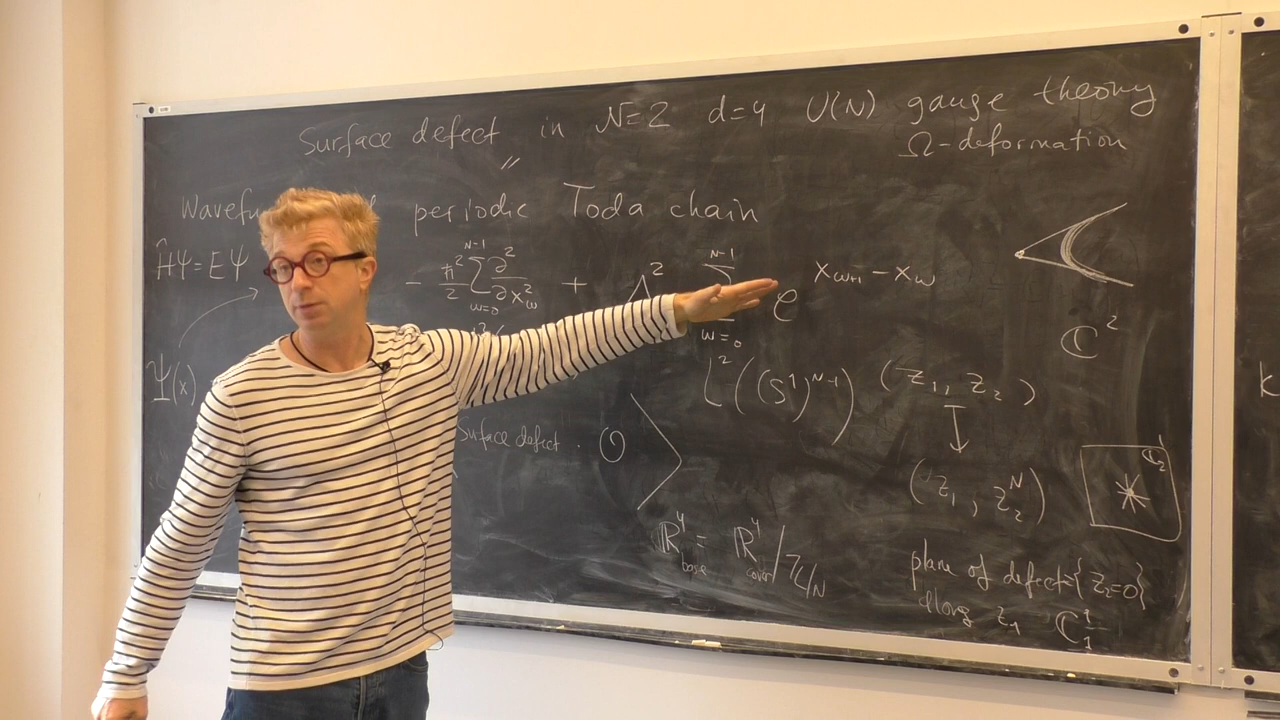 Surface defect in N=2 d=4 U(N) gauge theory
Ω-deformation
"
periodic Toda chain
ĤΨ=EΨ
- ħ²/2 Σ_{w=0}^{N-1} ∂²/∂x_w² + Λ² Σ_{w=0}^{N-1} e^{x_{w+1} - x_w}
ℂ²
Ψ(x)
L²((S¹)^{N-1})
(z₁, z₂)
↓
(z₁, z₂^N)
Surface defect. O
ℂ₂
ℝ⁴_base = ℝ⁴_cover/ℤ_N
plane of defect={z₂=0}
along z₁ ℂ₁¹
k